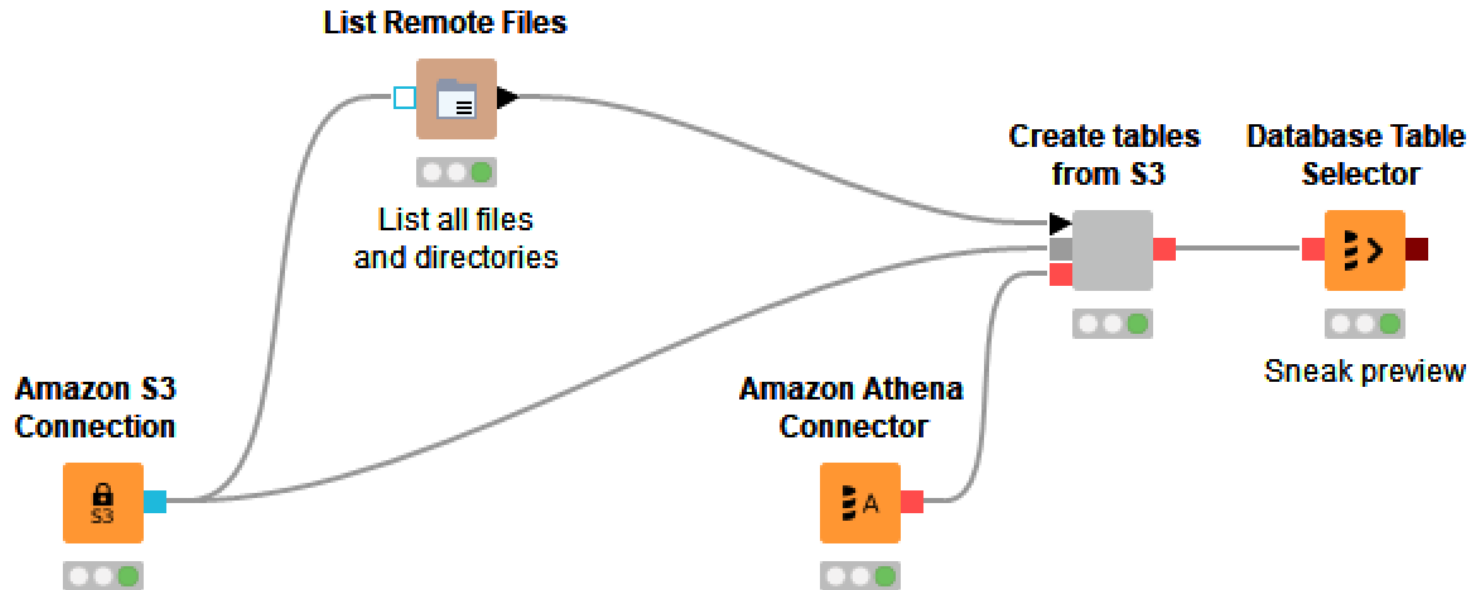 List Remote Files
List all files
and directories
Create tables
from S3
Database Table
Selector
Sneak preview
Amazon S3
Connection
S3
Amazon Athena
Connector
A